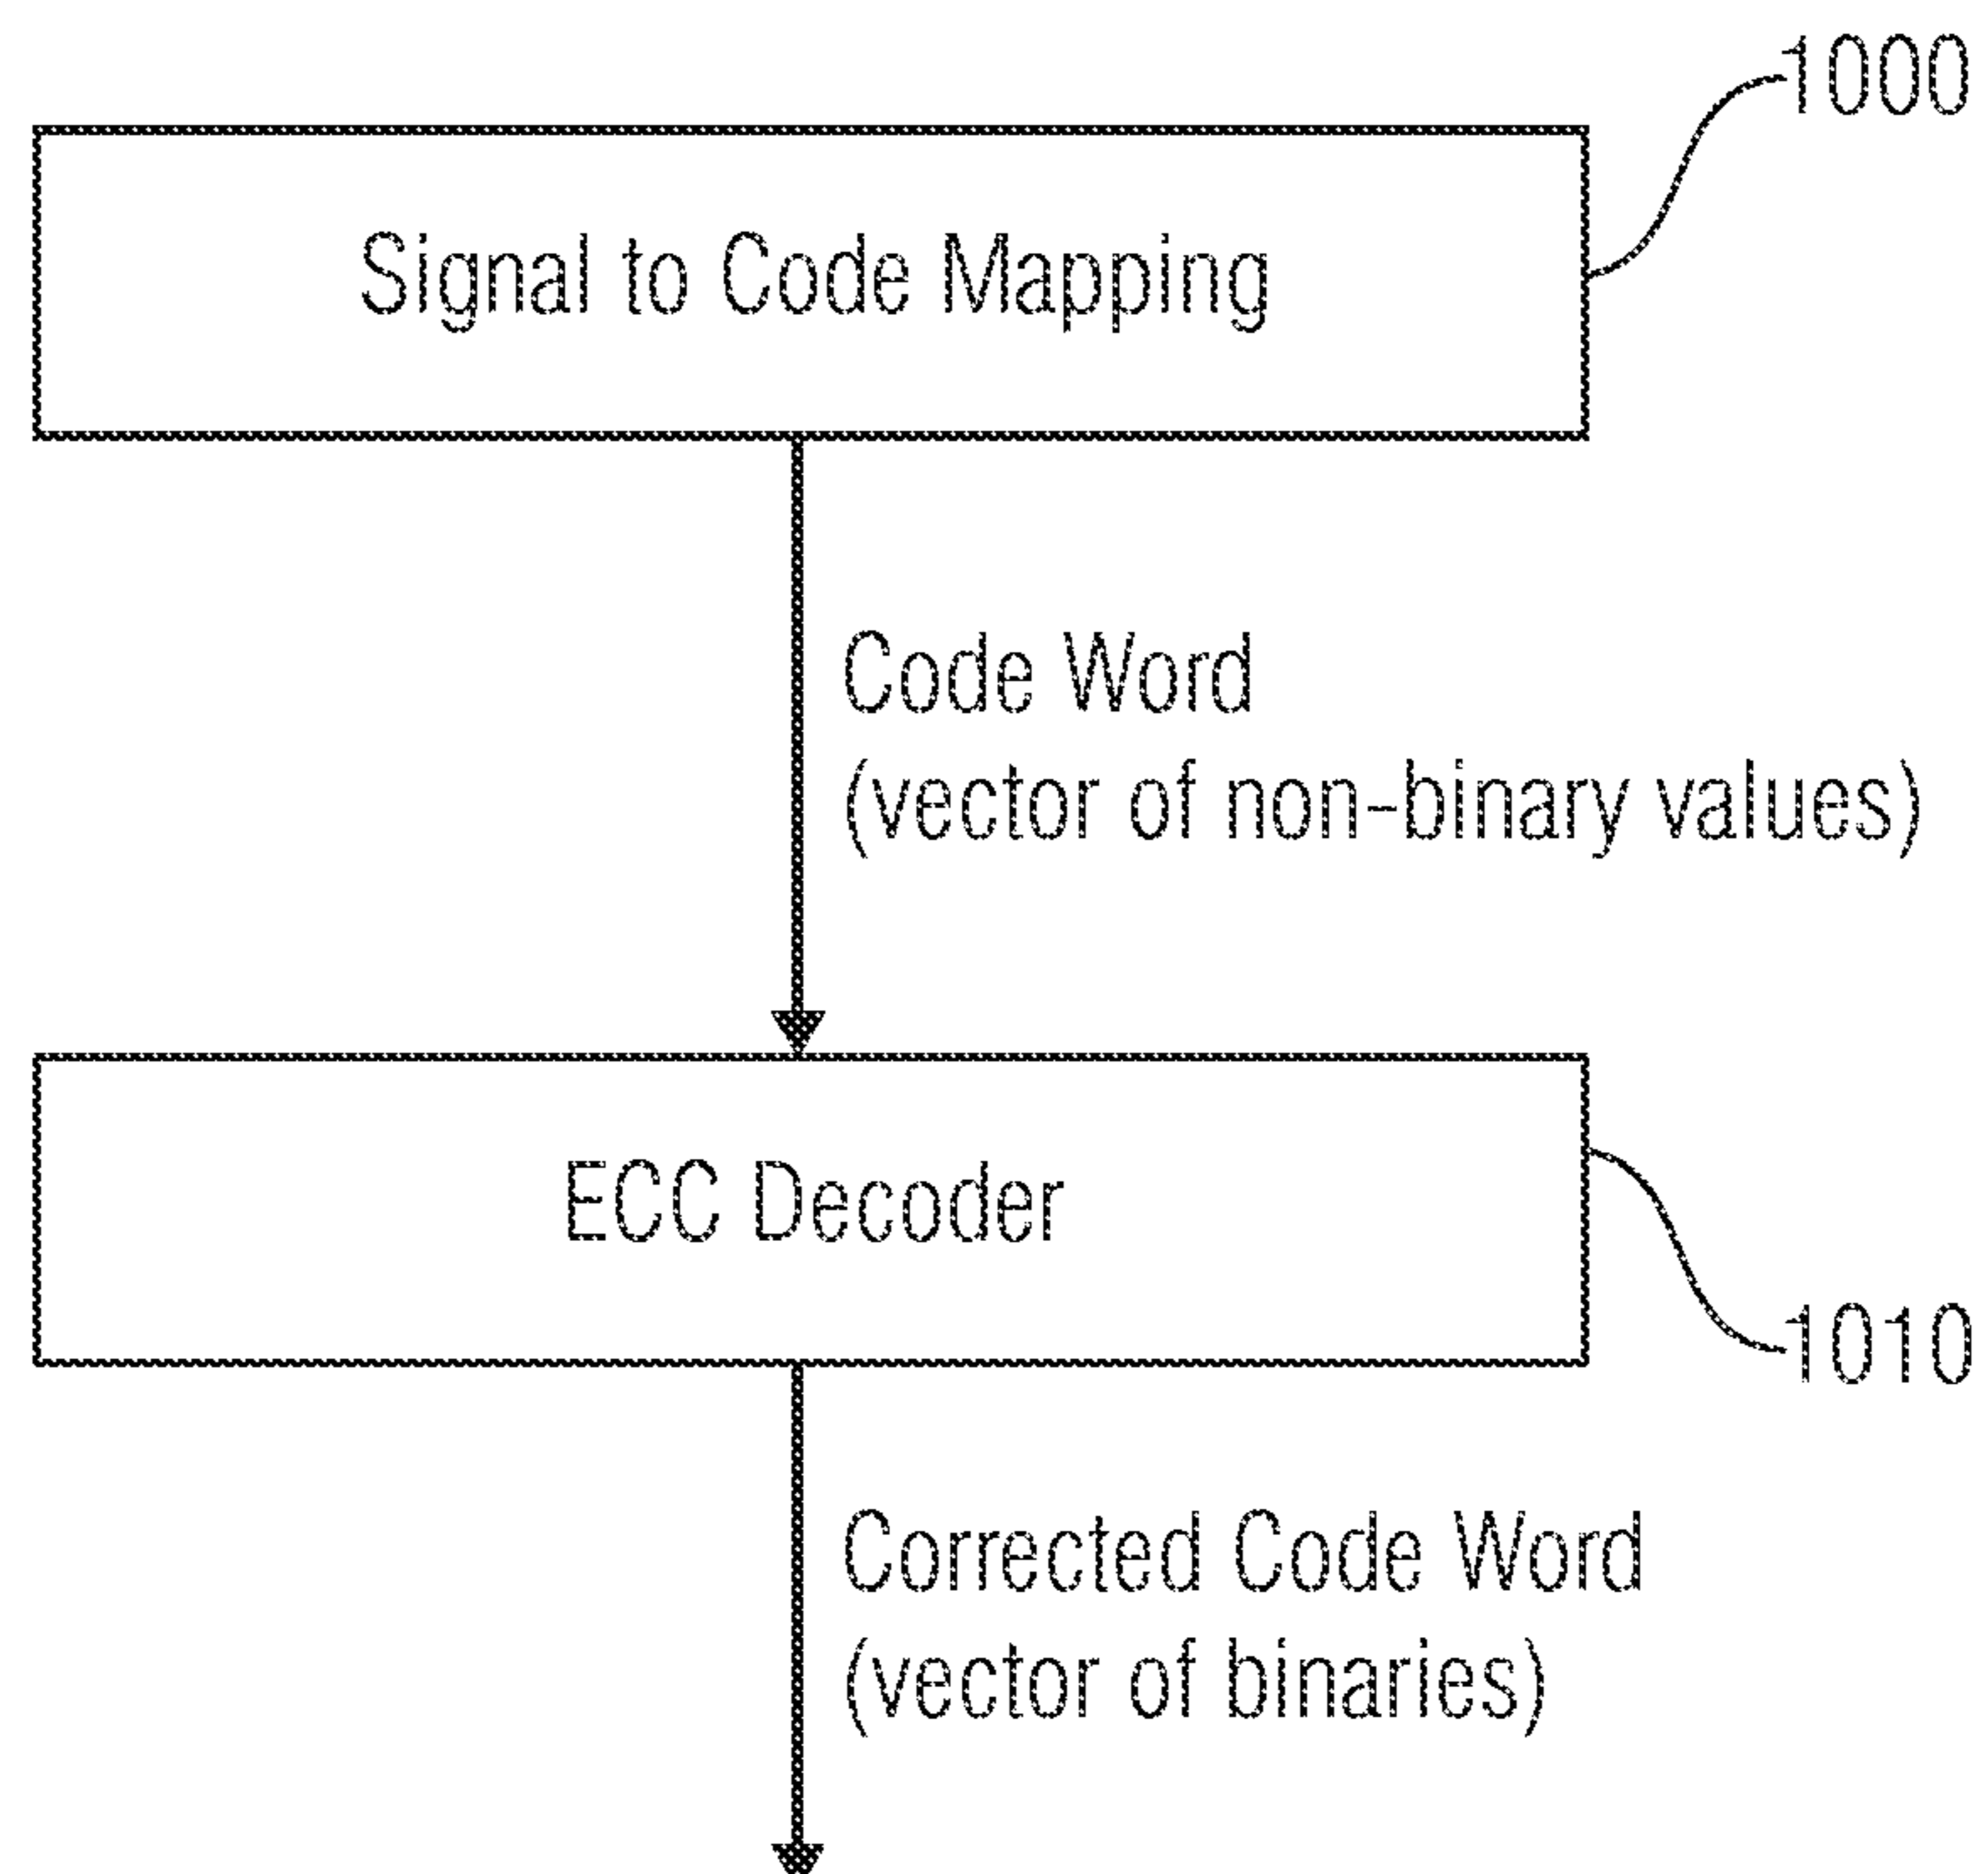 1000
Signal to Code Mapping
Code Word
(vector of non-binary values)
ECC Decoder
1010
Corrected Code Word
(vector of binaries)